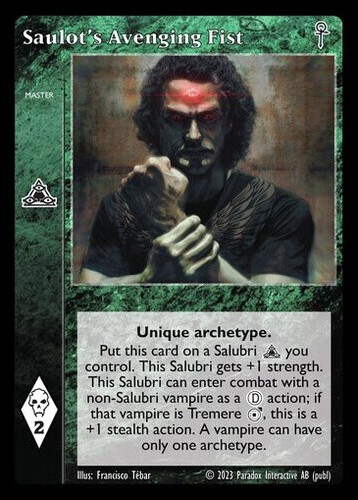 Saulot's Avenging Fist
MASTER
Unique archetype.
Put this card on a Salubri you
control. This Salubri gets +1 strength.
This Salubri can enter combat with a
non-Salubri vampire as a Ⓓ action; if
that vampire is Tremere , this is a
+1 stealth action. A vampire can have
only one archetype.
2
Illus: Francisco Tébar © 2023 Paradox Interactive AB (publ)